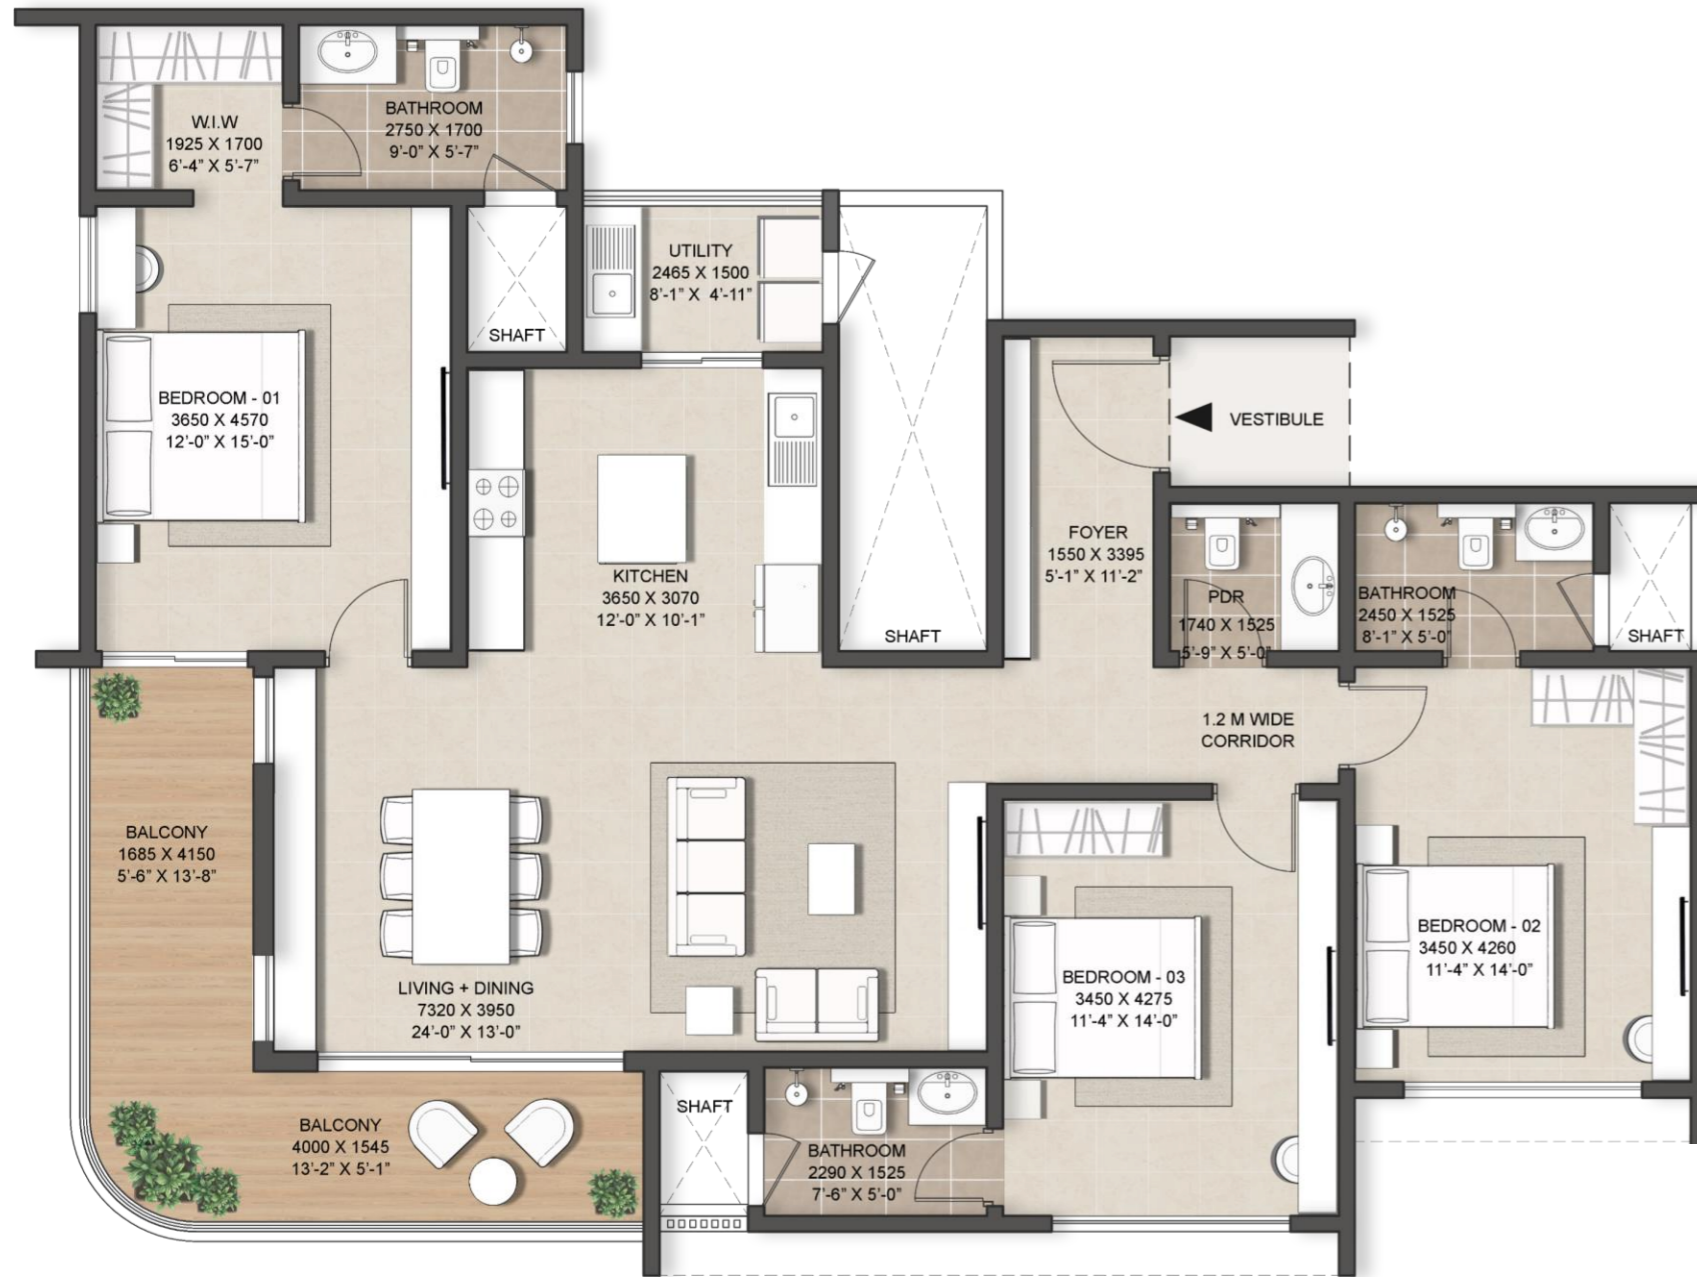 W.I.W
1925 X 1700
6'-4" X 5'-7"
BATHROOM
2750 X 1700
9'-0" X 5'-7"
UTILITY
2465 X 1500
8'-1" X 4'-11"
SHAFT
BEDROOM - 01
3650 X 4570
12'-0" X 15'-0"
VESTIBULE
KITCHEN
3650 X 3070
12'-0" X 10'-1"
SHAFT
FOYER
1550 X 3395
5'-1" X 11'-2"
PDR
1740 X 1525
5'-9" X 5'-0"
BATHROOM
2450 X 1525
8'-1" X 5'-0"
SHAFT
1.2 M WIDE
CORRIDOR
BALCONY
1685 X 4150
5'-6" X 13'-8"
LIVING + DINING
7320 X 3950
24'-0" X 13'-0"
BEDROOM - 03
3450 X 4275
11'-4" X 14'-0"
BEDROOM - 02
3450 X 4260
11'-4" X 14'-0"
BALCONY
4000 X 1545
13'-2" X 5'-1"
SHAFT
BATHROOM
2290 X 1525
7'-6" X 5'-0"